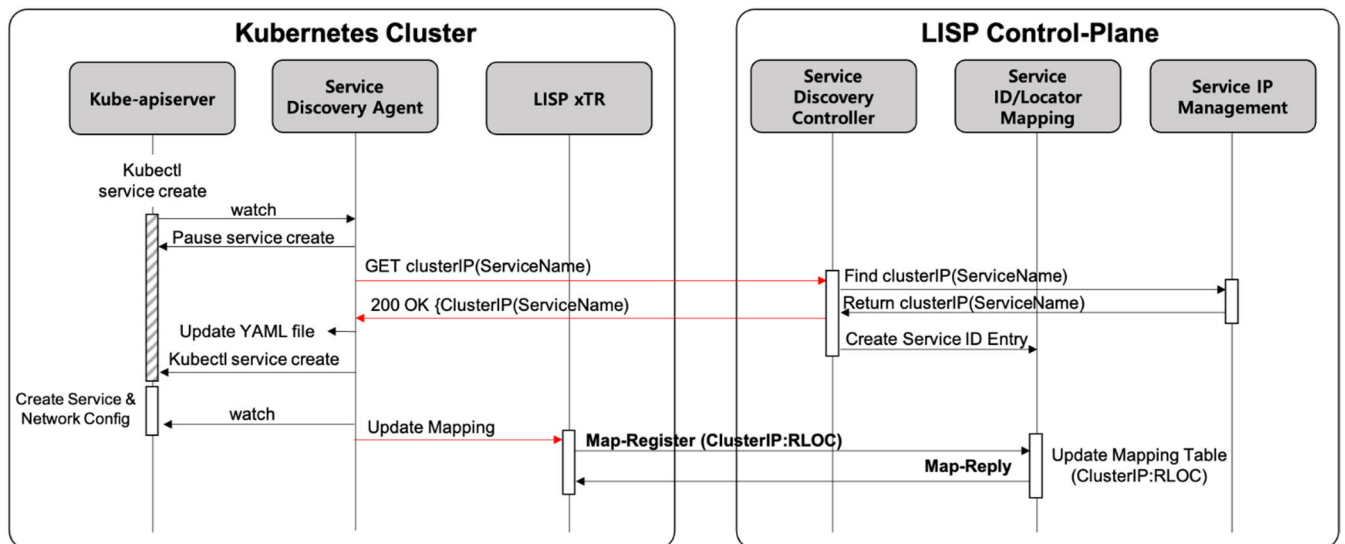 Kubernetes Cluster
LISP Control-Plane
Kube-apiserver
Service
Discovery Agent
LISP xTR
Service
Discovery
Controller
Service
ID/Locator
Mapping
Service IP
Management
Kubectl
service create
watch
Pause service create
GET clusterIP(ServiceName)
Find clusterIP(ServiceName)
200 OK {ClusterIP(ServiceName)
Return clusterIP(ServiceName)
Update YAML file
Create Service ID Entry
Kubectl service create
Create Service &
Network Config
watch
Update Mapping
Map-Register (ClusterIP:RLOC)
Map-Reply
Update Mapping Table
(ClusterIP:RLOC)